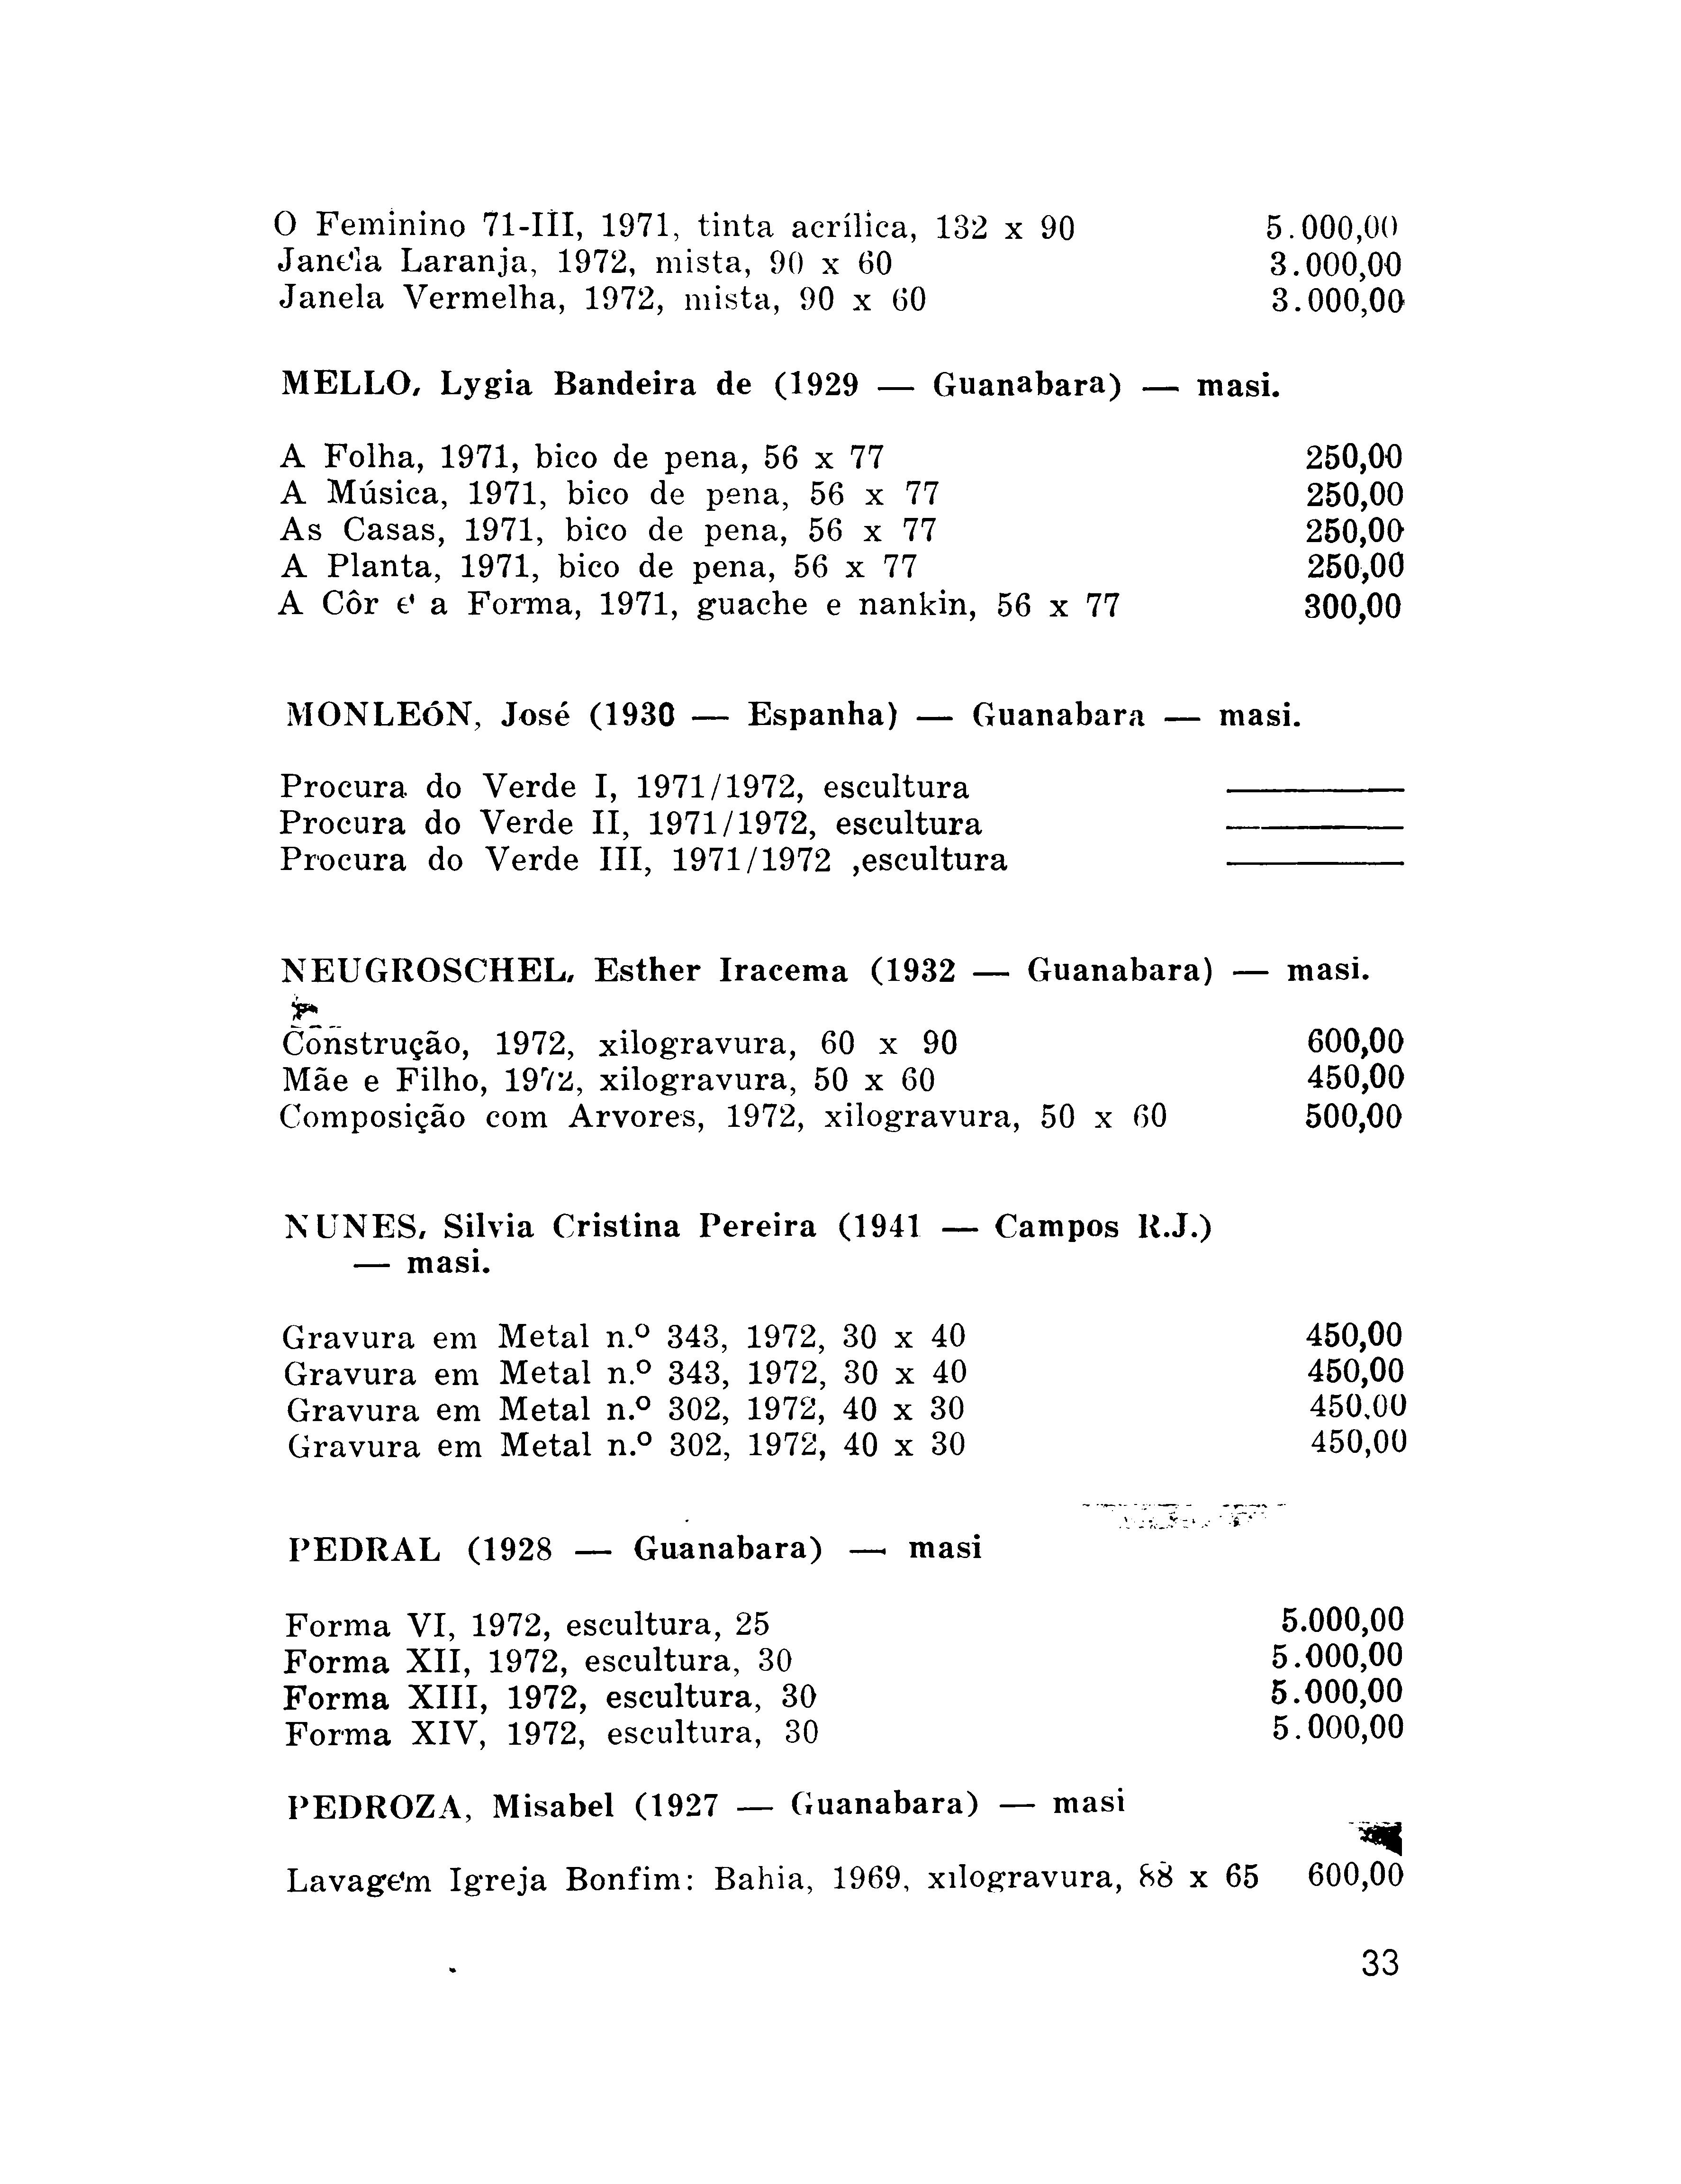 O Feminino 71-III, 1971, tinta acrílica, 132 x 90 5.000,00
Janela Laranja, 1972, mista, 90 x 60 3.000,00
Janela Vermelha, 1972, mista, 90 x 60 3.000,00
MELLO, Lygia Bandeira de (1929 — Guanabara) — masi.
A Folha, 1971, bico de pena, 56 x 77 250,00
A Música, 1971, bico de pena, 56 x 77 250,00
As Casas, 1971, bico de pena, 56 x 77 250,00
A Planta, 1971, bico de pena, 56 x 77 250,00
A Côr e a Forma, 1971, guache e nankin, 56 x 77 300,00
MONLEÓN, José (1930 — Espanha) — Guanabara — masi.
Procura do Verde I, 1971/1972, escultura ————
Procura do Verde II, 1971/1972, escultura ————
Procura do Verde III, 1971/1972 ,escultura ————
NEUGROSCHEL, Esther Iracema (1932 — Guanabara) — masi.
Construção, 1972, xilogravura, 60 x 90 600,00
Mãe e Filho, 1972, xilogravura, 50 x 60 450,00
Composição com Arvores, 1972, xilogravura, 50 x 60 500,00
NUNES, Silvia Cristina Pereira (1941 — Campos R.J.)
— masi.
Gravura em Metal n.º 343, 1972, 30 x 40 450,00
Gravura em Metal n.º 343, 1972, 30 x 40 450,00
Gravura em Metal n.º 302, 1972, 40 x 30 450,00
Gravura em Metal n.º 302, 1972, 40 x 30 450,00
PEDRAL (1928 — Guanabara) — masi
Forma VI, 1972, escultura, 25 5.000,00
Forma XII, 1972, escultura, 30 5.000,00
Forma XIII, 1972, escultura, 30 5.000,00
Forma XIV, 1972, escultura, 30 5.000,00
PEDROZA, Misabel (1927 — Guanabara) — masi
Lavagem Igreja Bonfim: Bahia, 1969, xilogravura, 88 x 65 600,00
33